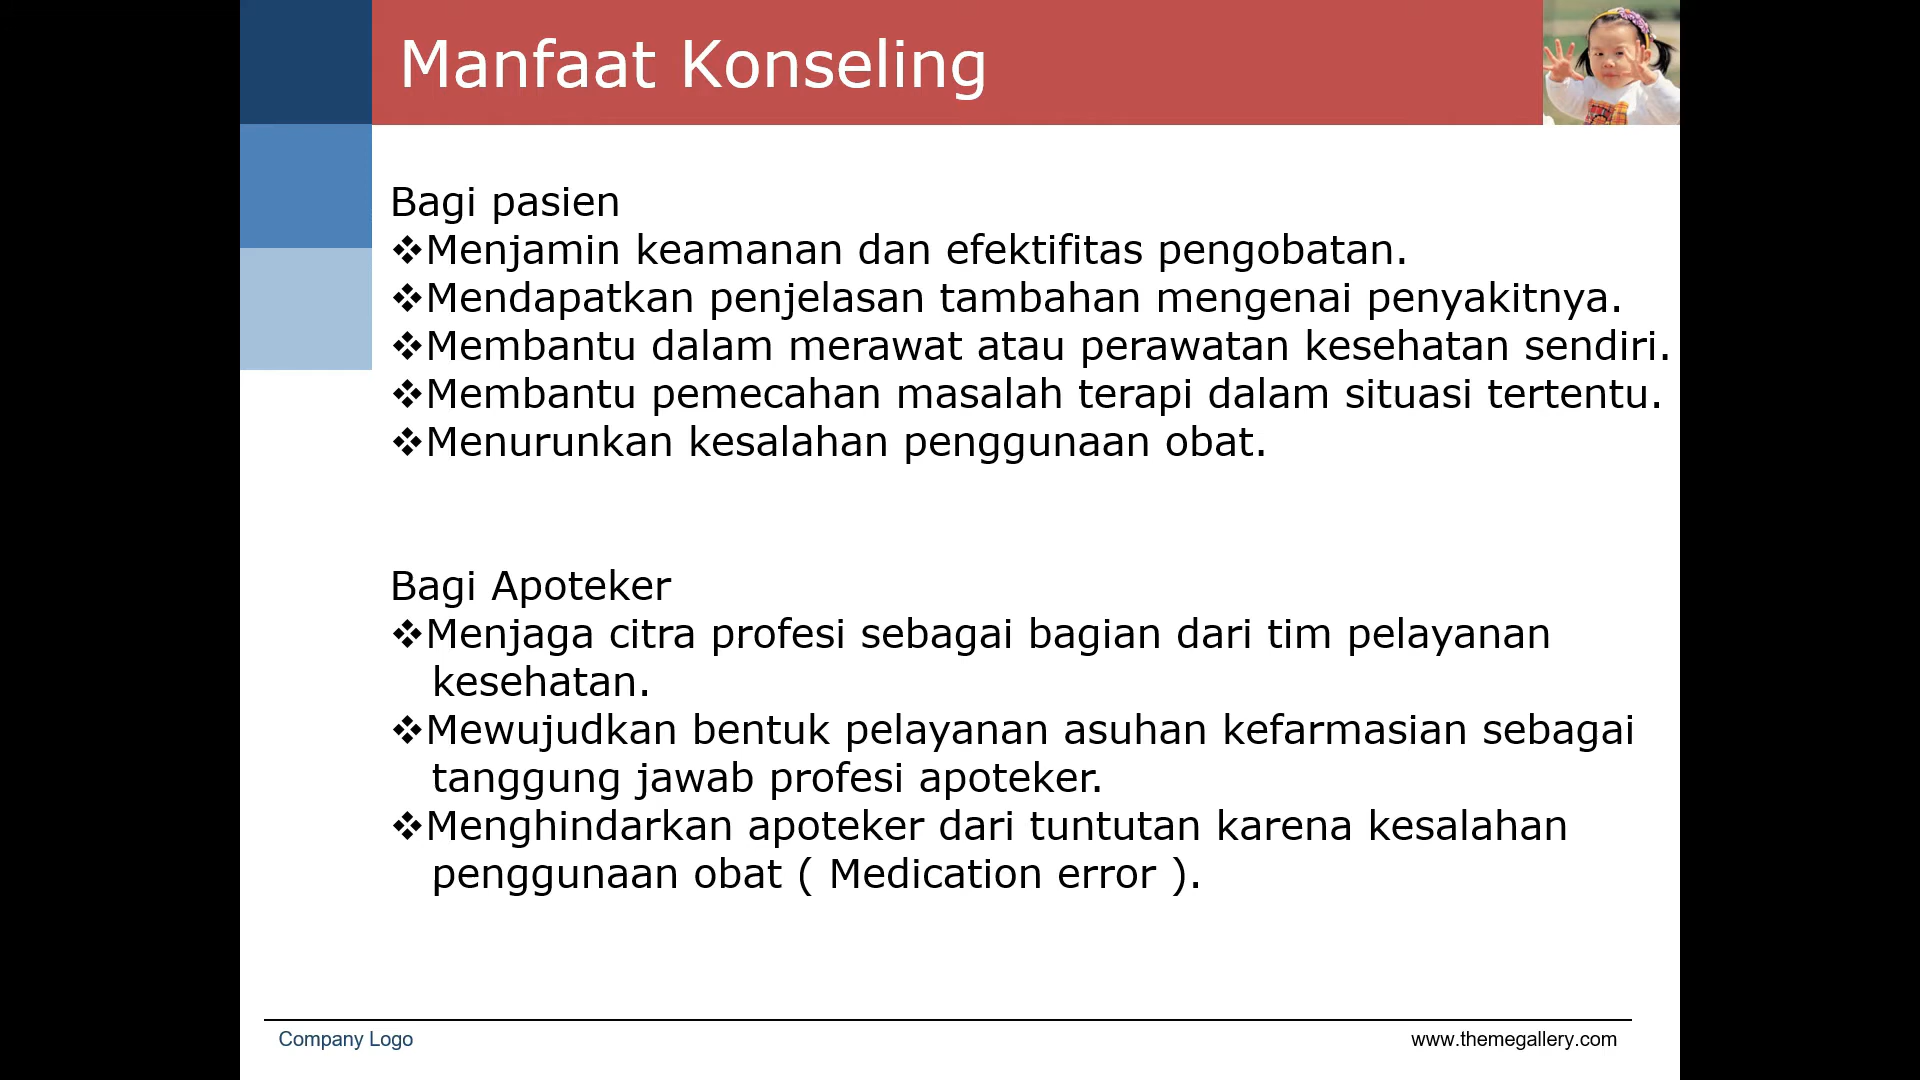 Manfaat Konseling
Bagi pasien
❖Menjamin keamanan dan efektifitas pengobatan.
❖Mendapatkan penjelasan tambahan mengenai penyakitnya.
❖Membantu dalam merawat atau perawatan kesehatan sendiri.
❖Membantu pemecahan masalah terapi dalam situasi tertentu.
❖Menurunkan kesalahan penggunaan obat.
Bagi Apoteker
❖Menjaga citra profesi sebagai bagian dari tim pelayanan
kesehatan.
❖Mewujudkan bentuk pelayanan asuhan kefarmasian sebagai
tanggung jawab profesi apoteker.
❖Menghindarkan apoteker dari tuntutan karena kesalahan
penggunaan obat ( Medication error ).
Company Logo
www.themegallery.com